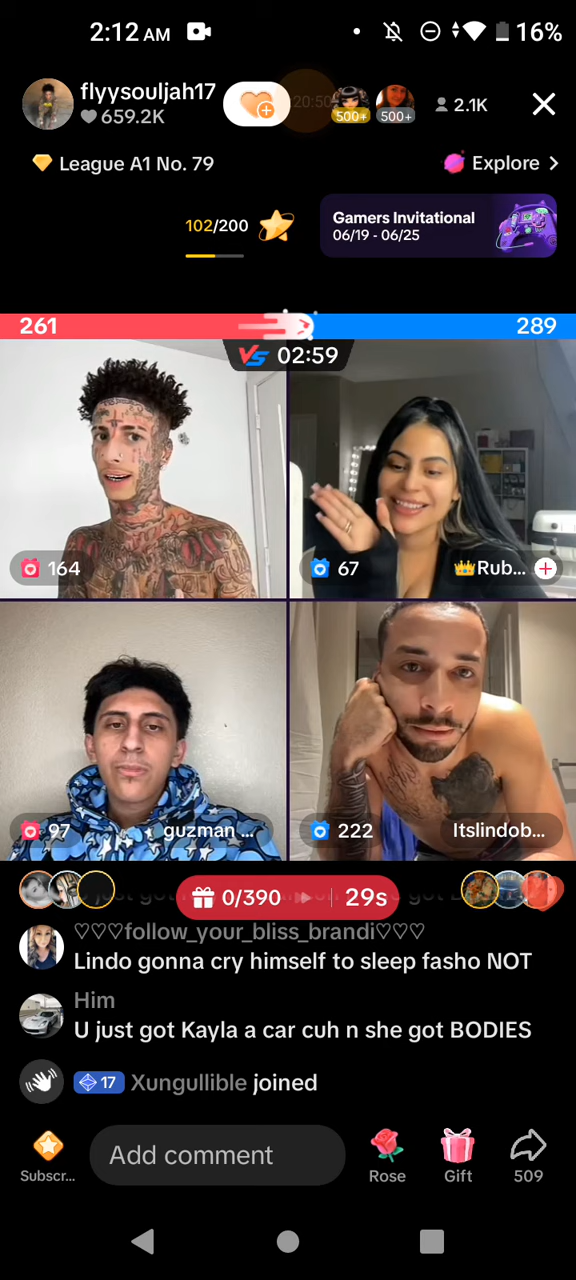 2:12 AM
16%
flyysouljah17
659.2K
20:50
500+
500+
2.1K
League A1 No. 79
Explore >
102/200
Gamers Invitational
06/19 - 06/25
261
289
VS 02:59
164
67
Rub...
97
guzman ...
222
Itslindob...
0/390
29s
♡♡♡follow_your_bliss_brandi♡♡♡
Lindo gonna cry himself to sleep fasho NOT
Him
U just got Kayla a car cuh n she got BODIES
17 Xungullible joined
Add comment
Subscr...
Rose
Gift
509